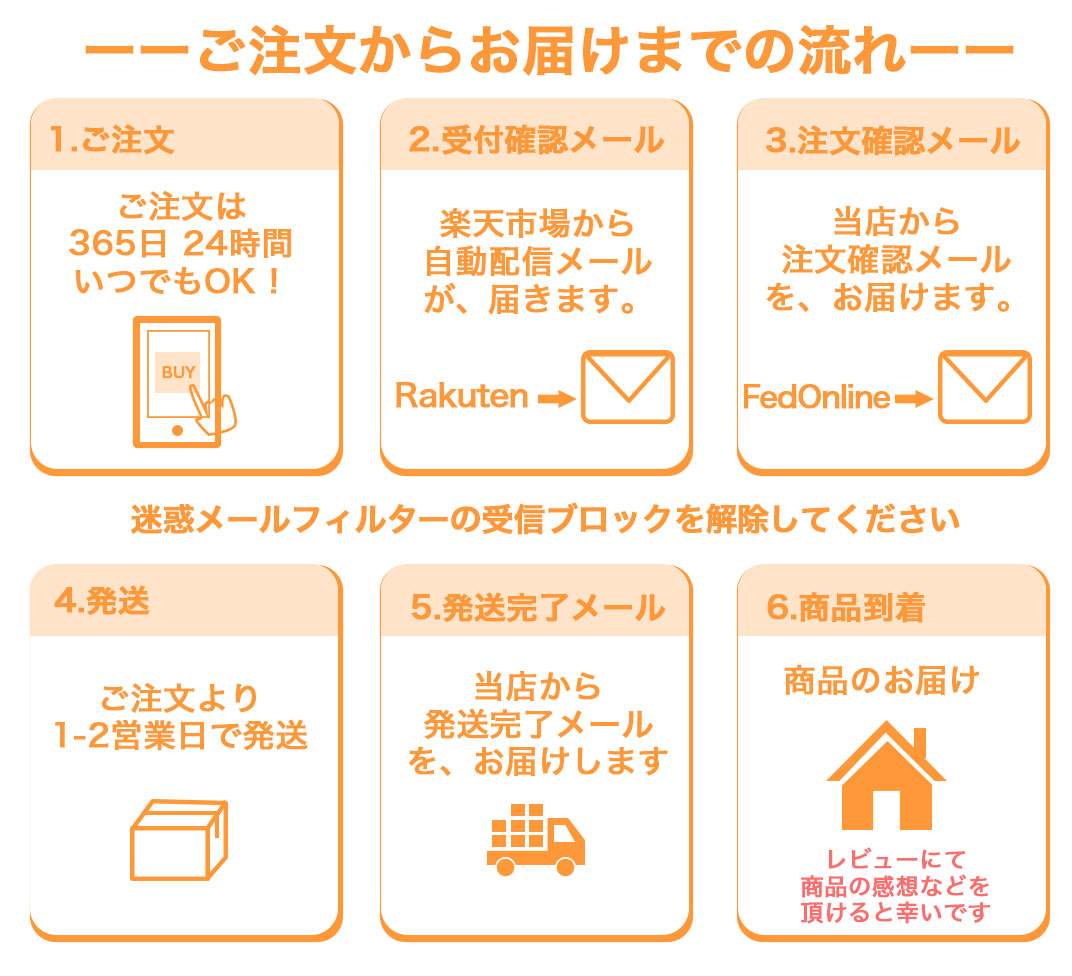 ーーご注文からお届けまでの流れーー
1.ご注文
ご注文は
365日 24時間
いつでもOK！
BUY
2.受付確認メール
楽天市場から
自動配信メール
が、届きます。
Rakuten
3.注文確認メール
当店から
注文確認メール
を、お届けます。
FedOnline
迷惑メールフィルターの受信ブロックを解除してください
4.発送
ご注文より
1-2営業日で発送
5.発送完了メール
当店から
発送完了メール
を、お届けします
6.商品到着
商品のお届け
レビューにて
商品の感想などを
頂けると幸いです